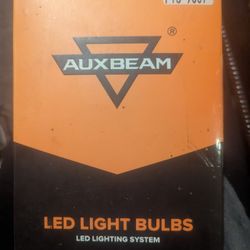 ®
AUXBEAM
LED LIGHT BULBS
LED LIGHTING SYSTEM